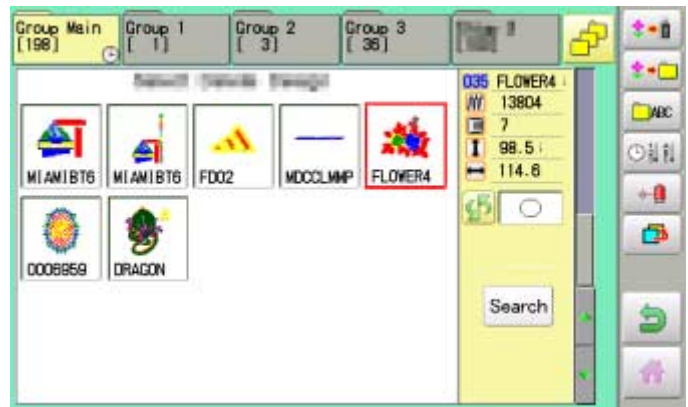 Group Main
[198]
Group 1
[ 1]
Group 2
[ 3]
Group 3
[ 36]
035 FLOWER4
13804
7
98.5
114.6
ABC
MIAMIBT6
MIAMIBT6
FD02
MDCCLMMP
FLOWER4
0006959
DRAGON
Search